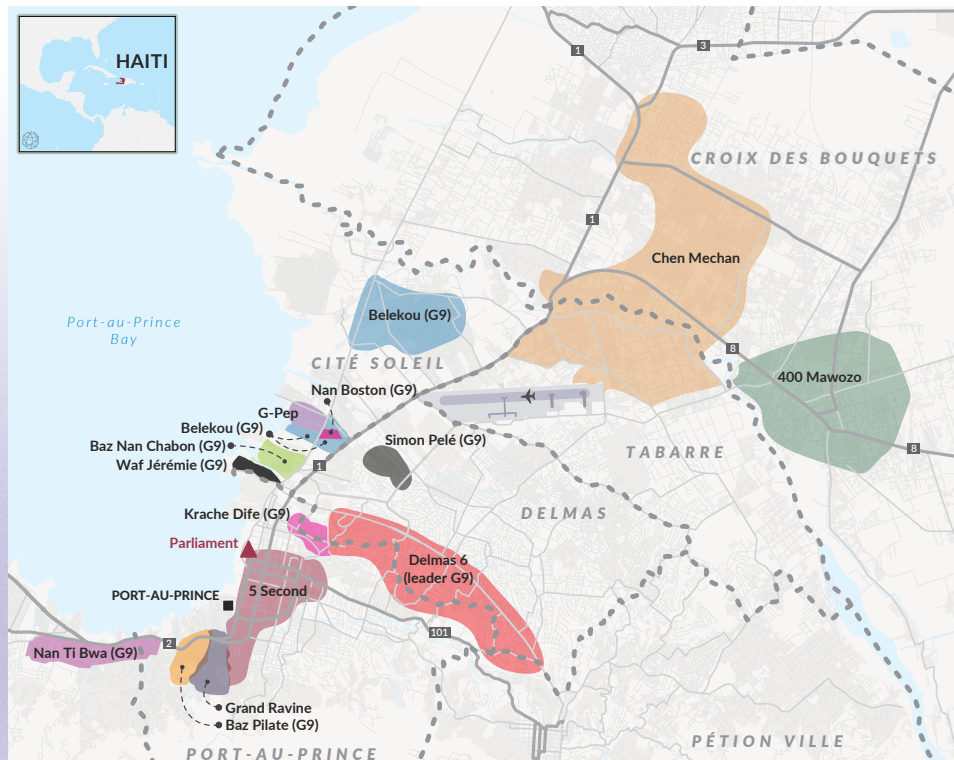 HAITI
1
3
CROIX DES BOUQUETS
1
Chen Mechan
Port-au-Prince
Bay
Belekou (G9)
8
CITÉ SOLEIL
400 Mawozo
Nan Boston (G9)
G-Pep
Belekou (G9)
Baz Nan Chabon (G9)
Simon Pelé (G9)
8
Waf Jérémie (G9)
1
TABARRE
Krache Dife (G9)
DELMAS
Parliament
Delmas 6
(leader G9)
5 Second
PORT-AU-PRINCE
101
2
Nan Ti Bwa (G9)
Grand Ravine
Baz Pilate (G9)
PORT-AU-PRINCE
PÉTION VILLE